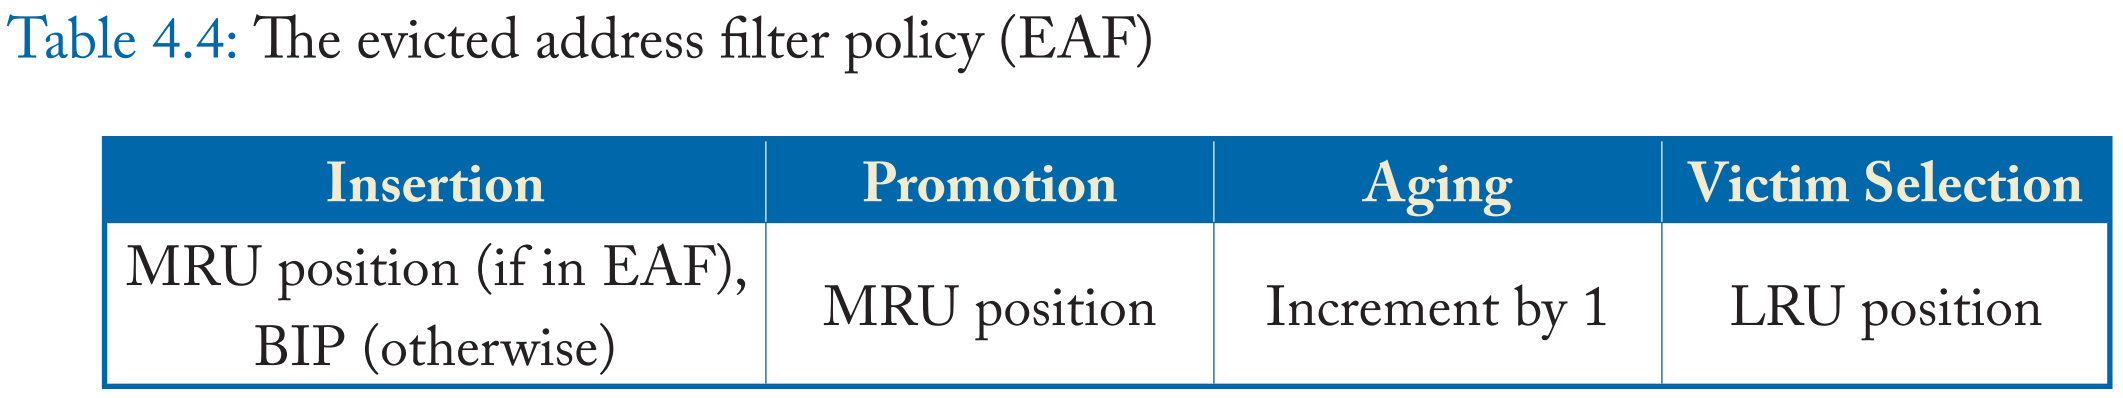 Table 4.4: The evicted address filter policy (EAF)
Insertion Promotion Aging Victim Selection
MRU position (if in EAF),
BIP (otherwise)
MRU position
Increment by 1
LRU position